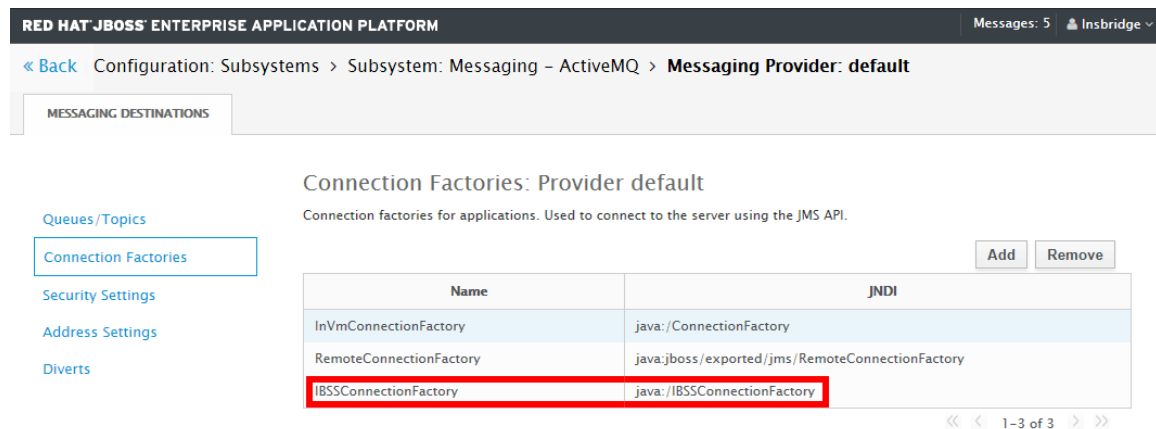 RED HAT JBOSS ENTERPRISE APPLICATION PLATFORM Messages: 5 Insbridge
« Back Configuration: Subsystems > Subsystem: Messaging – ActiveMQ > Messaging Provider: default
MESSAGING DESTINATIONS
Connection Factories: Provider default
Queues/Topics
Connection factories for applications. Used to connect to the server using the JMS API.
Connection Factories
Add Remove
Security Settings
Name JNDI
Address Settings
InVmConnectionFactory java:/ConnectionFactory
RemoteConnectionFactory java:jboss/exported/jms/RemoteConnectionFactory
Diverts
IBSSConnectionFactory java:/IBSSConnectionFactory
« < 1-3 of 3 > »